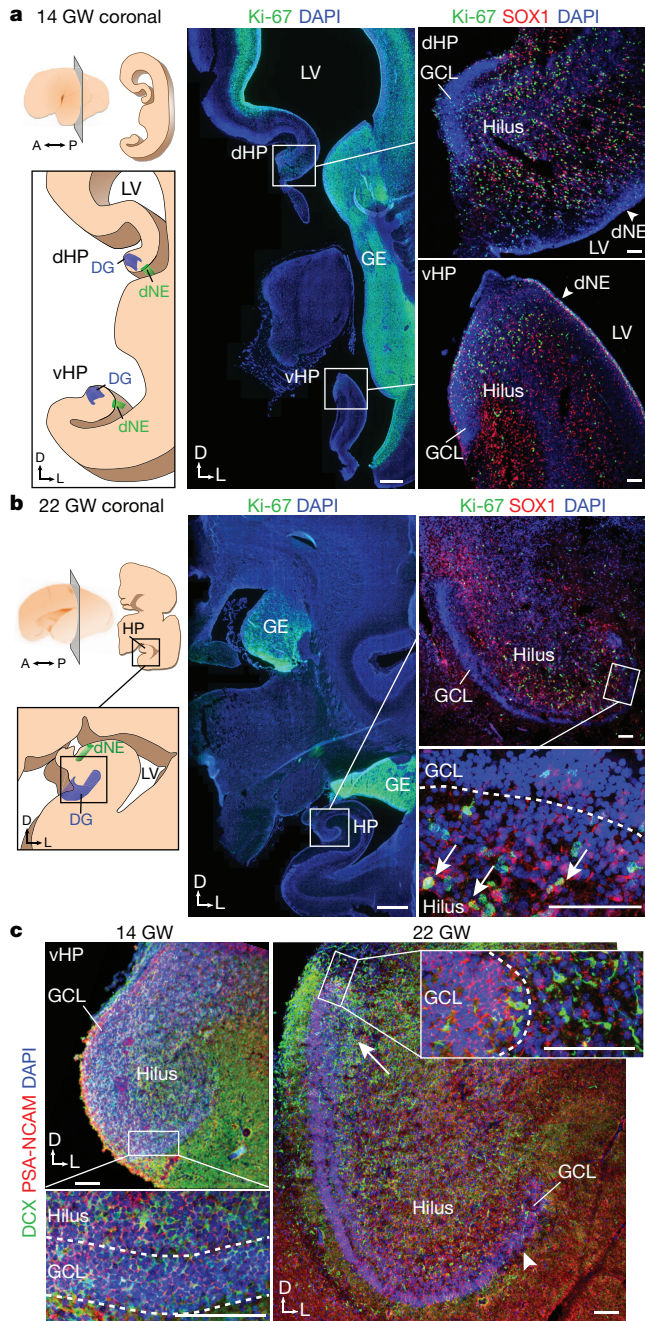 a 14 GW coronal
A P
LV
dHP
DG
dNE
vHP
DG
dNE
D
L
Ki-67 DAPI
LV
dHP
GE
vHP
D
L
Ki-67 SOX1 DAPI
dHP
GCL
Hilus
dNE
LV
vHP
dNE
LV
Hilus
GCL
b 22 GW coronal
HP
A P
dNE
LV
DG
D
L
Ki-67 DAPI
GE
GE
HP
D
L
Ki-67 SOX1 DAPI
Hilus
GCL
GCL
Hilus
c 14 GW
DCX PSA-NCAM DAPI
vHP
GCL
Hilus
D
L
Hilus
GCL
22 GW
GCL
GCL
Hilus
D
L